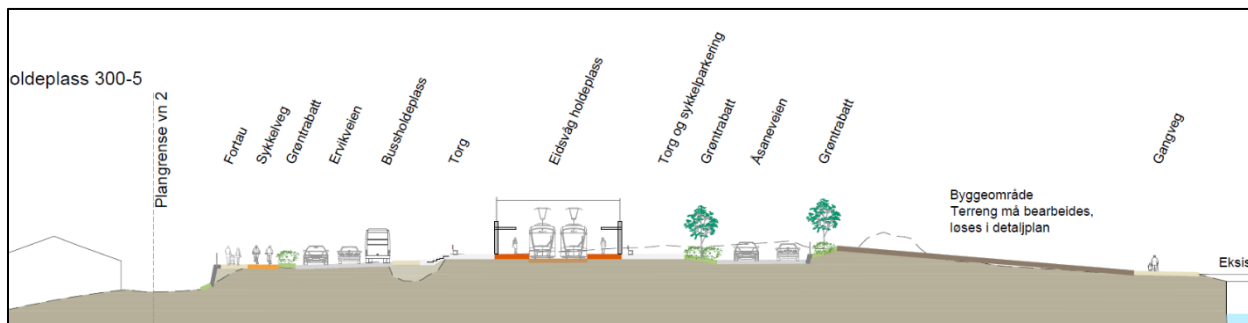 oldeplass 300-5
Plangrense vn 2
Fortau
Sykkelveg
Grøntrabatt
Ervikveien
Bussholdeplass
Torg
Eidsvåg holdeplass
Torg og sykkelparkering
Grøntrabatt
Åsaneveien
Grøntrabatt
Byggeområde
Terreng må bearbeides,
løses i detaljplan
Gangveg
Eksis